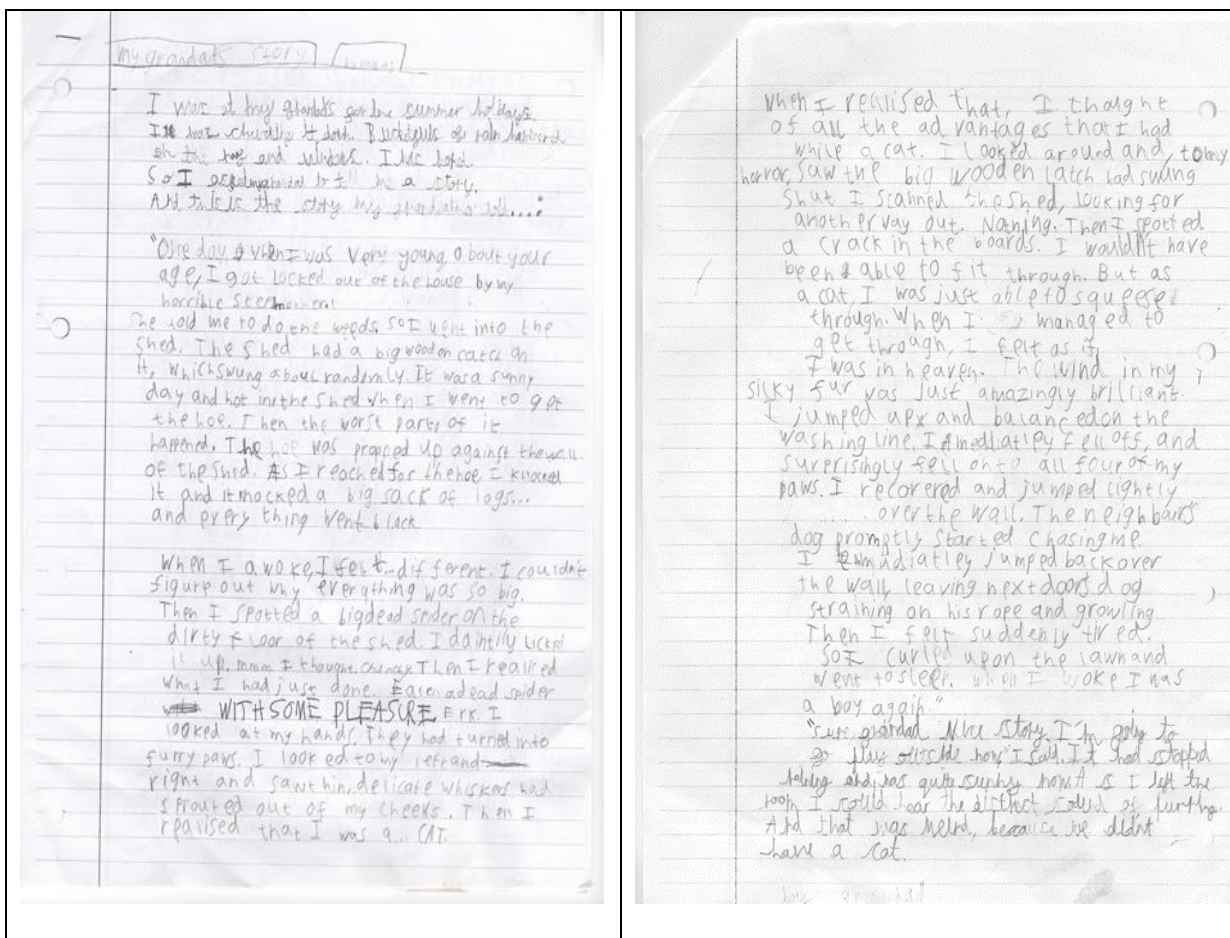 my grandads story
I was at my grandads for the summer holidays.
It was chucking it down. Bucketfuls of rain hammered
on the roof and windows. I was bored.
So I asked my grandad to tell me a story.
And this is the story my grandad told....:
"One day when I was very young, about your
age, I got locked out of the house by my
horrible
She told me to do the weeds, so I went into the
shed. The shed had a big wooden catch on
it, which swung about randomly. It was a sunny
day and hot in the shed when I went to get
the hoe. Then the worst parts of it
happened. The hoe was propped up against the wall
of the shed. As I reached for the hoe, I knocked
it and it knocked a big sack of logs...
and every thing went black
When I awoke, I felt different. I couldn't
figure out why everything was so big.
Then I spotted a big dead spider on the
dirty floor of the shed. I daintily licked
it up. mmm I thought. Then I realised
what I had just done. a dead spider
WITH SOME PLEASURE Erk. I
looked at my hands. They had turned into
furry paws. I looked to my left and
right and saw thin, delicate whiskers had
sprouted out of my cheeks. Then I
realised that I was a... CAT.
When I realised that, I thought
of all the advantages that I had
while a cat. I looked around and, to my
horror, saw the big wooden latch had swung
shut I scanned the shed, looking for
another way out. Nothing. Then I spotted
a crack in the boards. I wouldn't have
been able to fit through. But as
a cat, I was just able to squeese
through. When I managed to
get through, I felt as if
I was in heaven. The wind in my
silky fur was just amazingly brilliant.
I jumped up and balanced on the
washing line. I Amediatley fell off, and
surprisingly fell onto all four of my
paws. I recovered and jumped lightly
over the wall. The neighbour's
dog promptly started chasing me
I immadiatley jumped back over
the wall, leaving next doors dog
straining on his rope and growling.
Then I felt suddenly tired.
So I curled up on the lawn and
went to sleep. When I woke I was
a boy again."
"sure grandad. Nice story. I'm going to
go play outside now" I said. It had stopped
raining and was quite sunny now. As I left the
room I could hear the distinct sound of purring
And that was weird, because we didn't
have a cat.